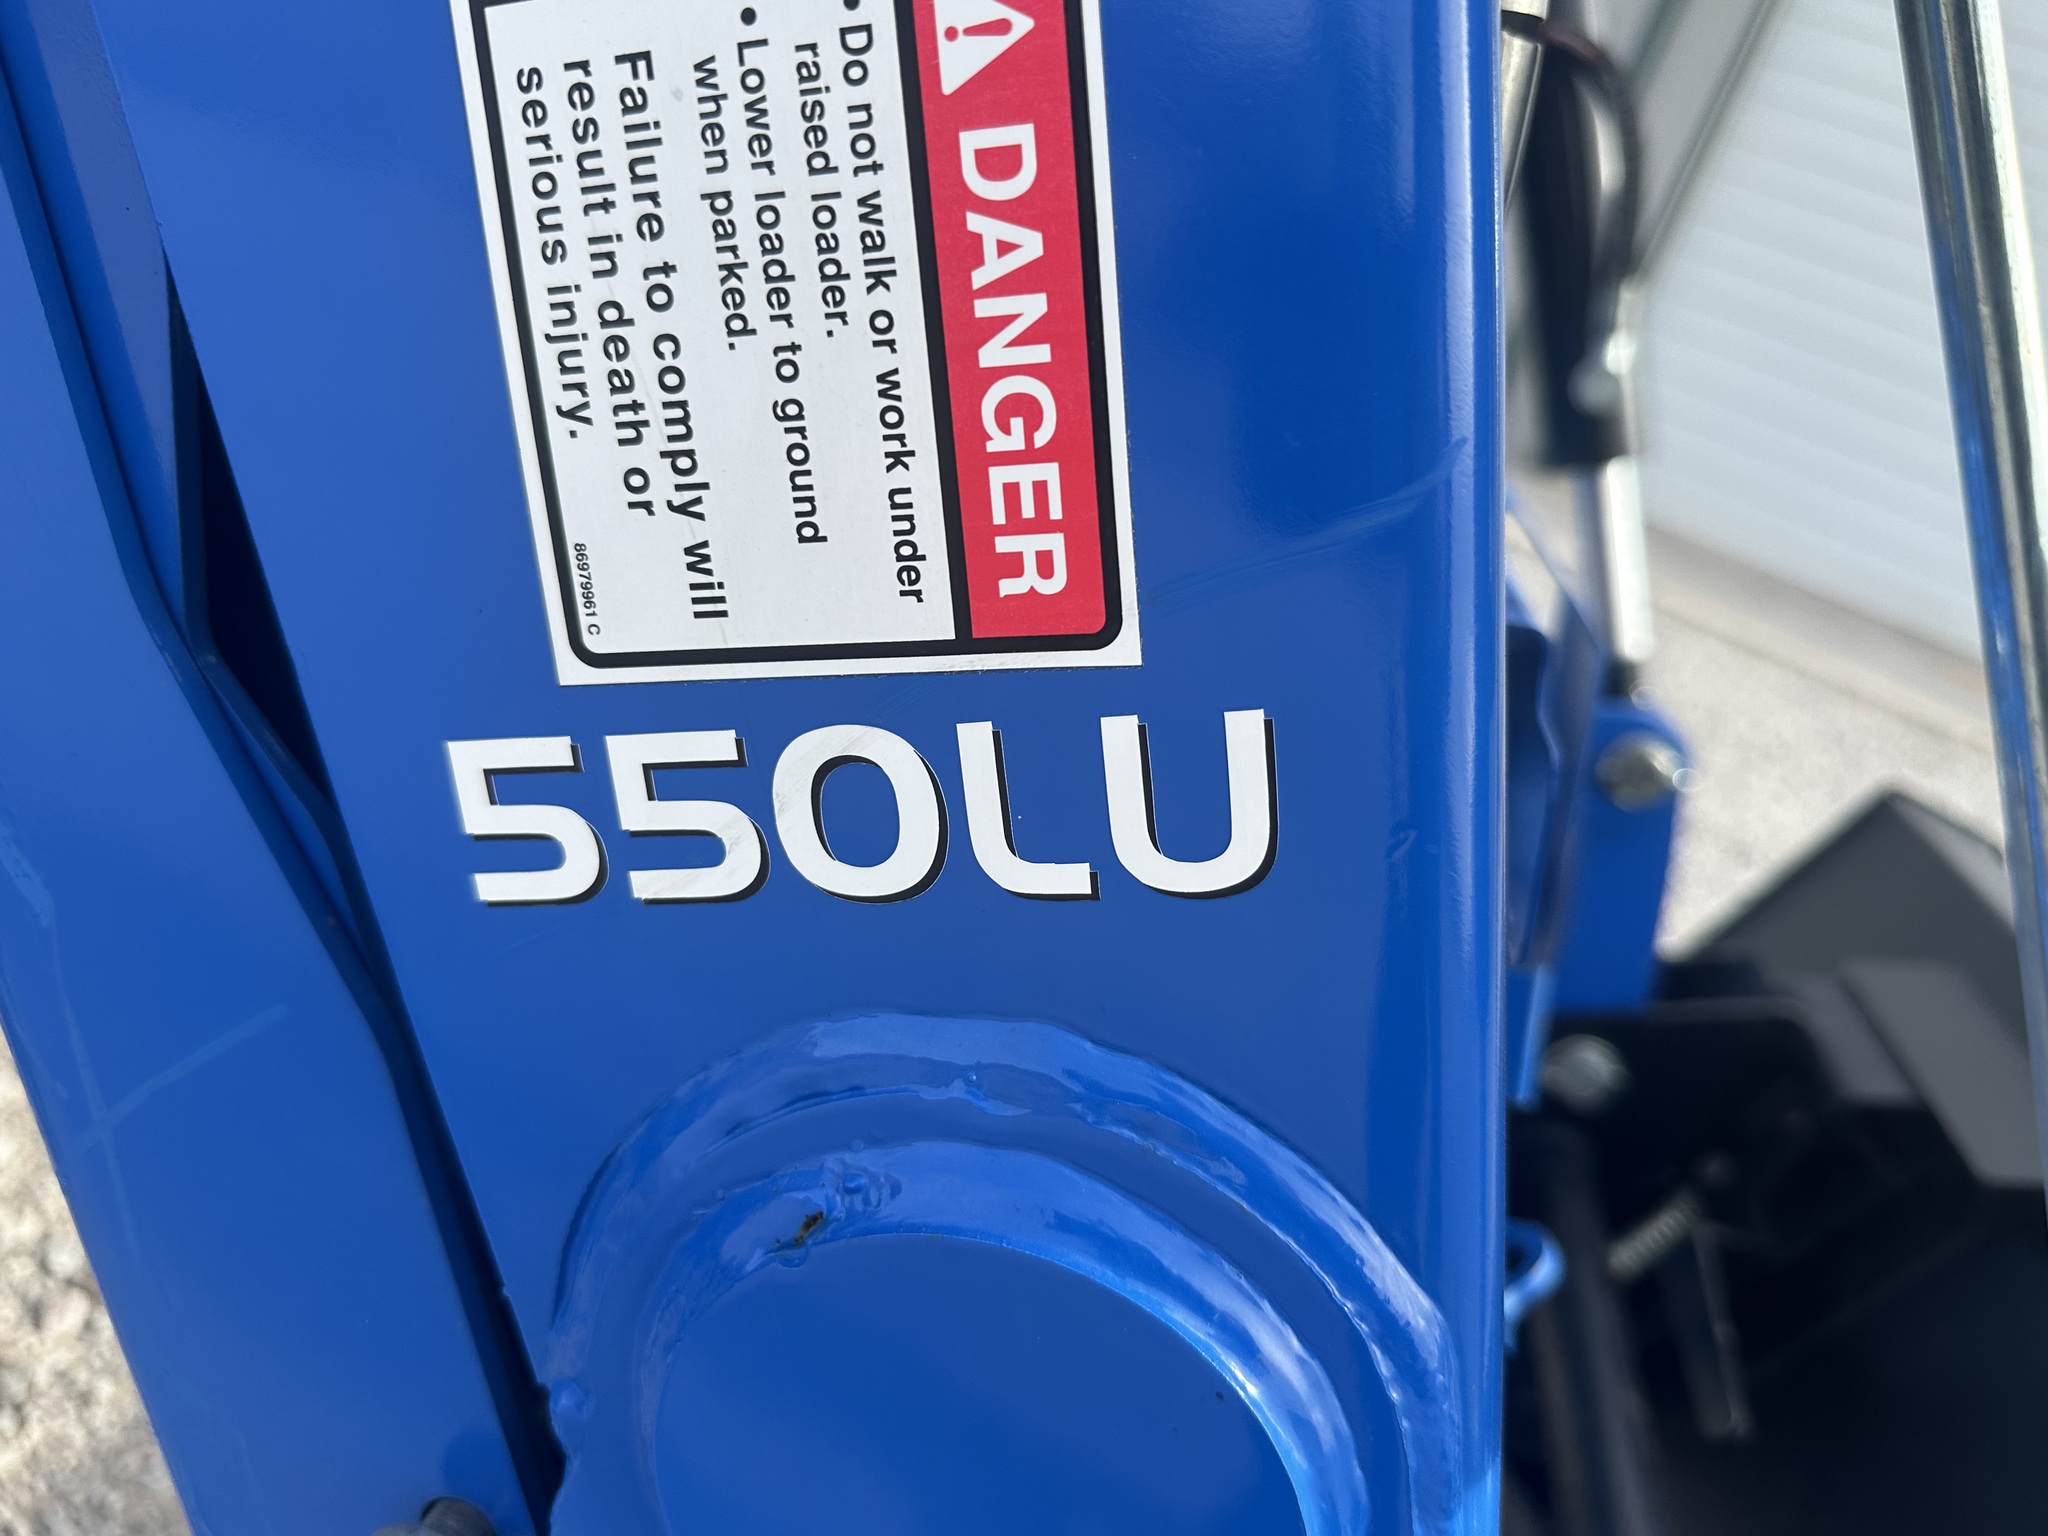 DANGER
• Do not walk or work under
raised loader.
• Lower loader to ground
when parked.
Failure to comply will
result in death or
serious injury.
86979961 C
550LU